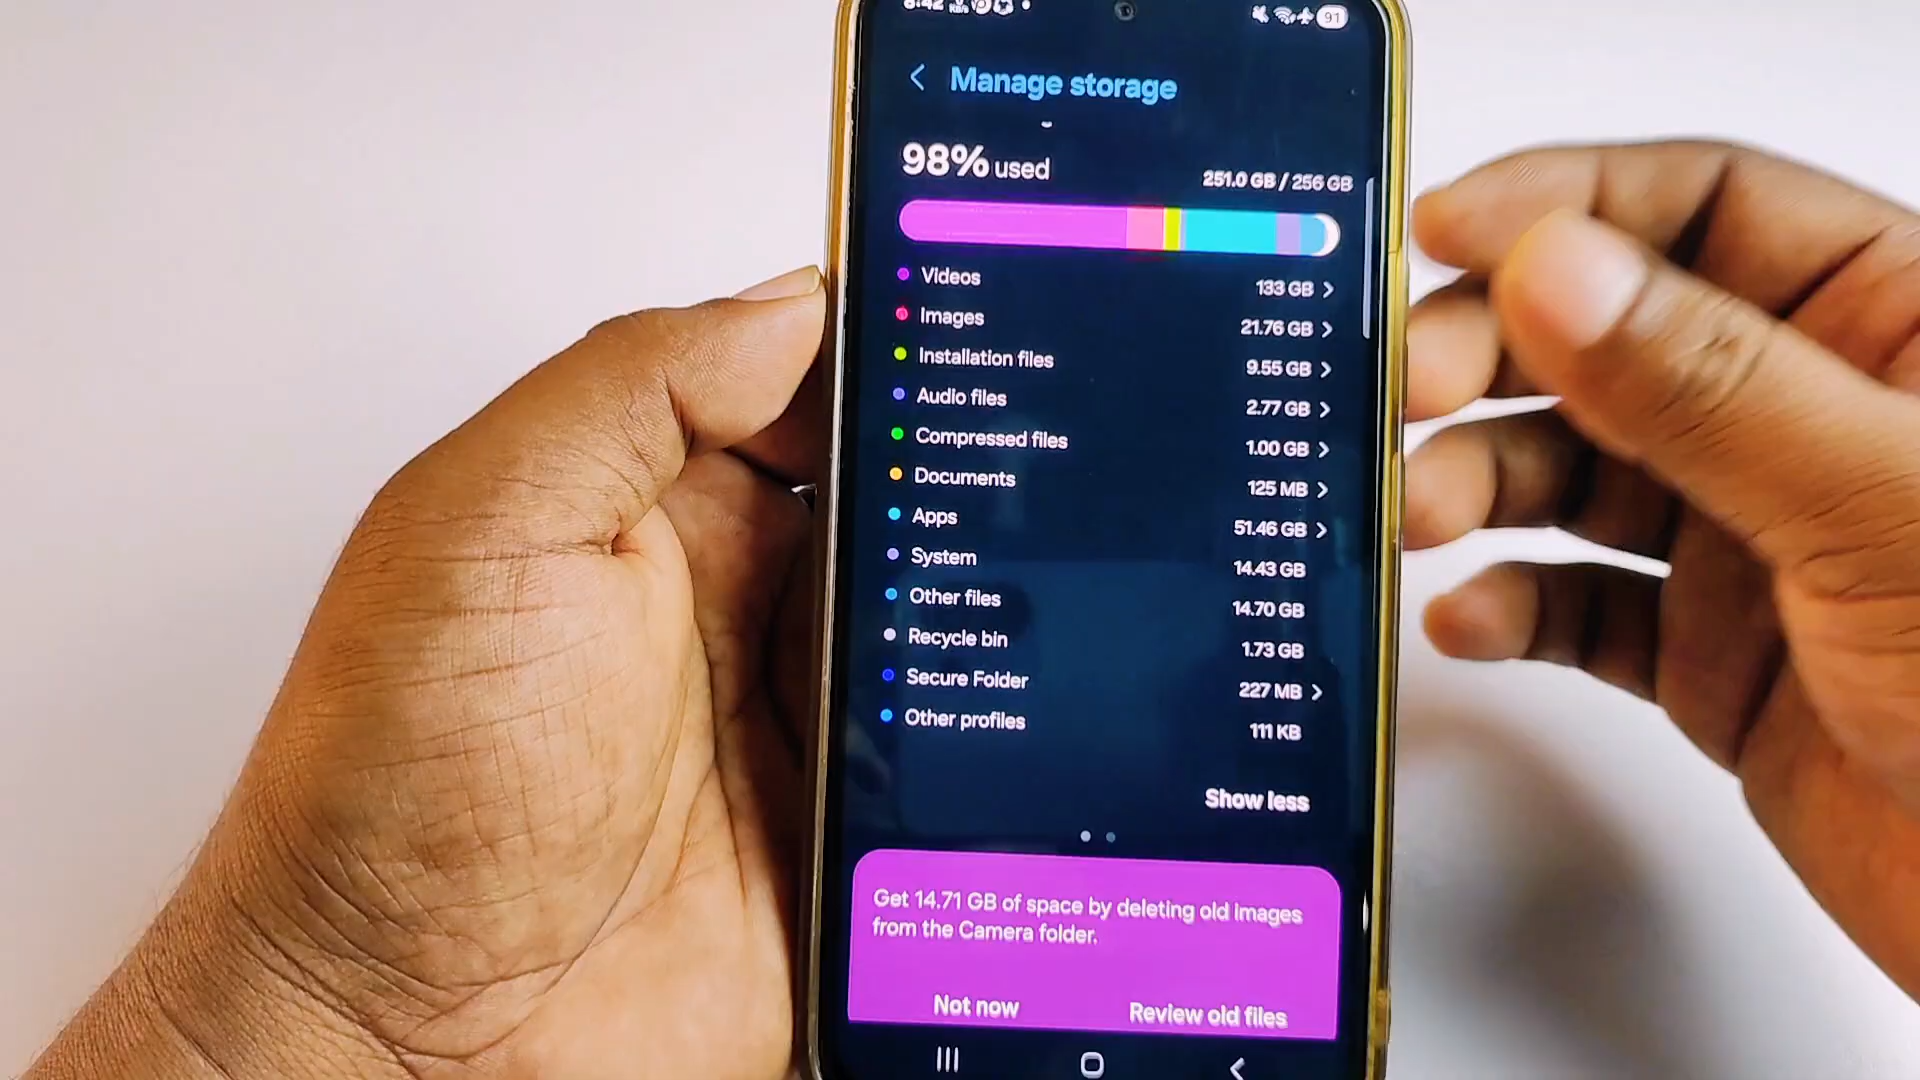 8:42
91
Manage storage
98% used
251.0 GB / 256 GB
Videos 133 GB
Images 21.76 GB
Installation files 9.55 GB
Audio files 2.77 GB
Compressed files 1.00 GB
Documents 125 MB
Apps 51.46 GB
System 14.43 GB
Other files 14.70 GB
Recycle bin 1.73 GB
Secure Folder 227 MB
Other profiles 111 KB
Show less
Get 14.71 GB of space by deleting old images
from the Camera folder.
Not now Review old files